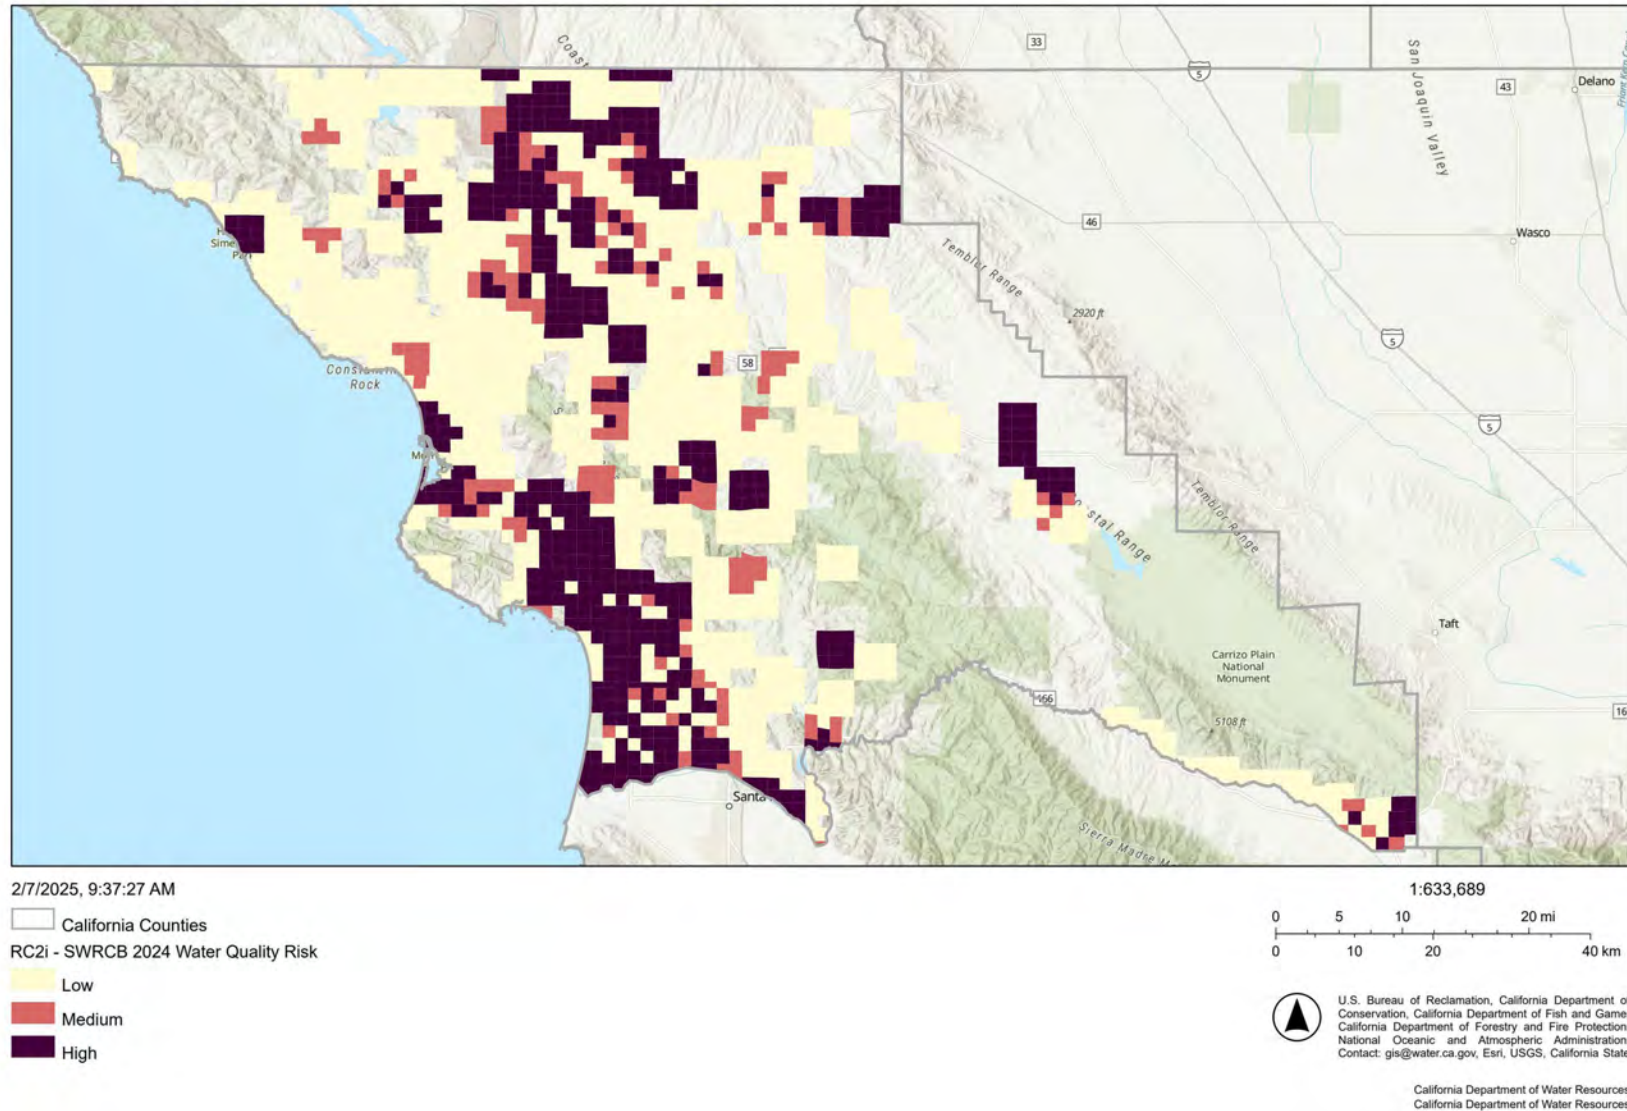 Coast
33
5
43
Delano
San Joaquin Valley
46
Wasco
Sime
Pa
Temblor Range
2920 ft
5
58
Rock
5
Temblor Range
stal Range
Taft
Carrizo Plain
National
Monument
166
5108 ft
16
Santa
Sierra Madre M
2/7/2025, 9:37:27 AM
California Counties
RC2i - SWRCB 2024 Water Quality Risk
Low
Medium
High
1:633,689
0 5 10 20 mi
0 10 20 40 km
U.S. Bureau of Reclamation, California Department of
Conservation, California Department of Fish and Game
California Department of Forestry and Fire Protection
National Oceanic and Atmospheric Administration
Contact: gis@water.ca.gov, Esri, USGS, California State
California Department of Water Resources
California Department of Water Resources